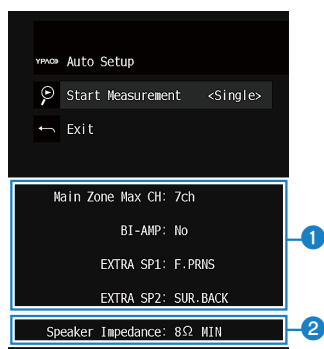 YPAO Auto Setup
Start Measurement <Single>
Exit
Main Zone Max CH: 7ch
BI-AMP: No
EXTRA SP1: F.PRNS
EXTRA SP2: SUR.BACK
1
Speaker Impedance: 8Ω MIN
2